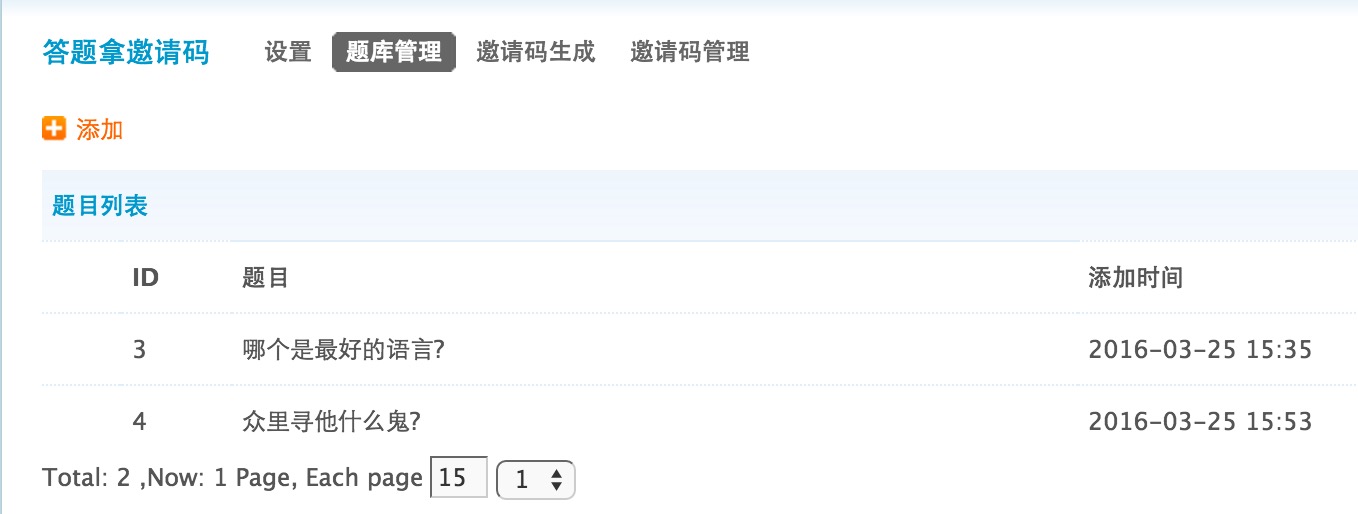 答题拿邀请码 设置 题库管理 邀请码生成 邀请码管理
添加
题目列表
ID 题目 添加时间
3 哪个是最好的语言? 2016-03-25 15:35
4 众里寻他什么鬼? 2016-03-25 15:53
Total: 2 ,Now: 1 Page, Each page 15 1